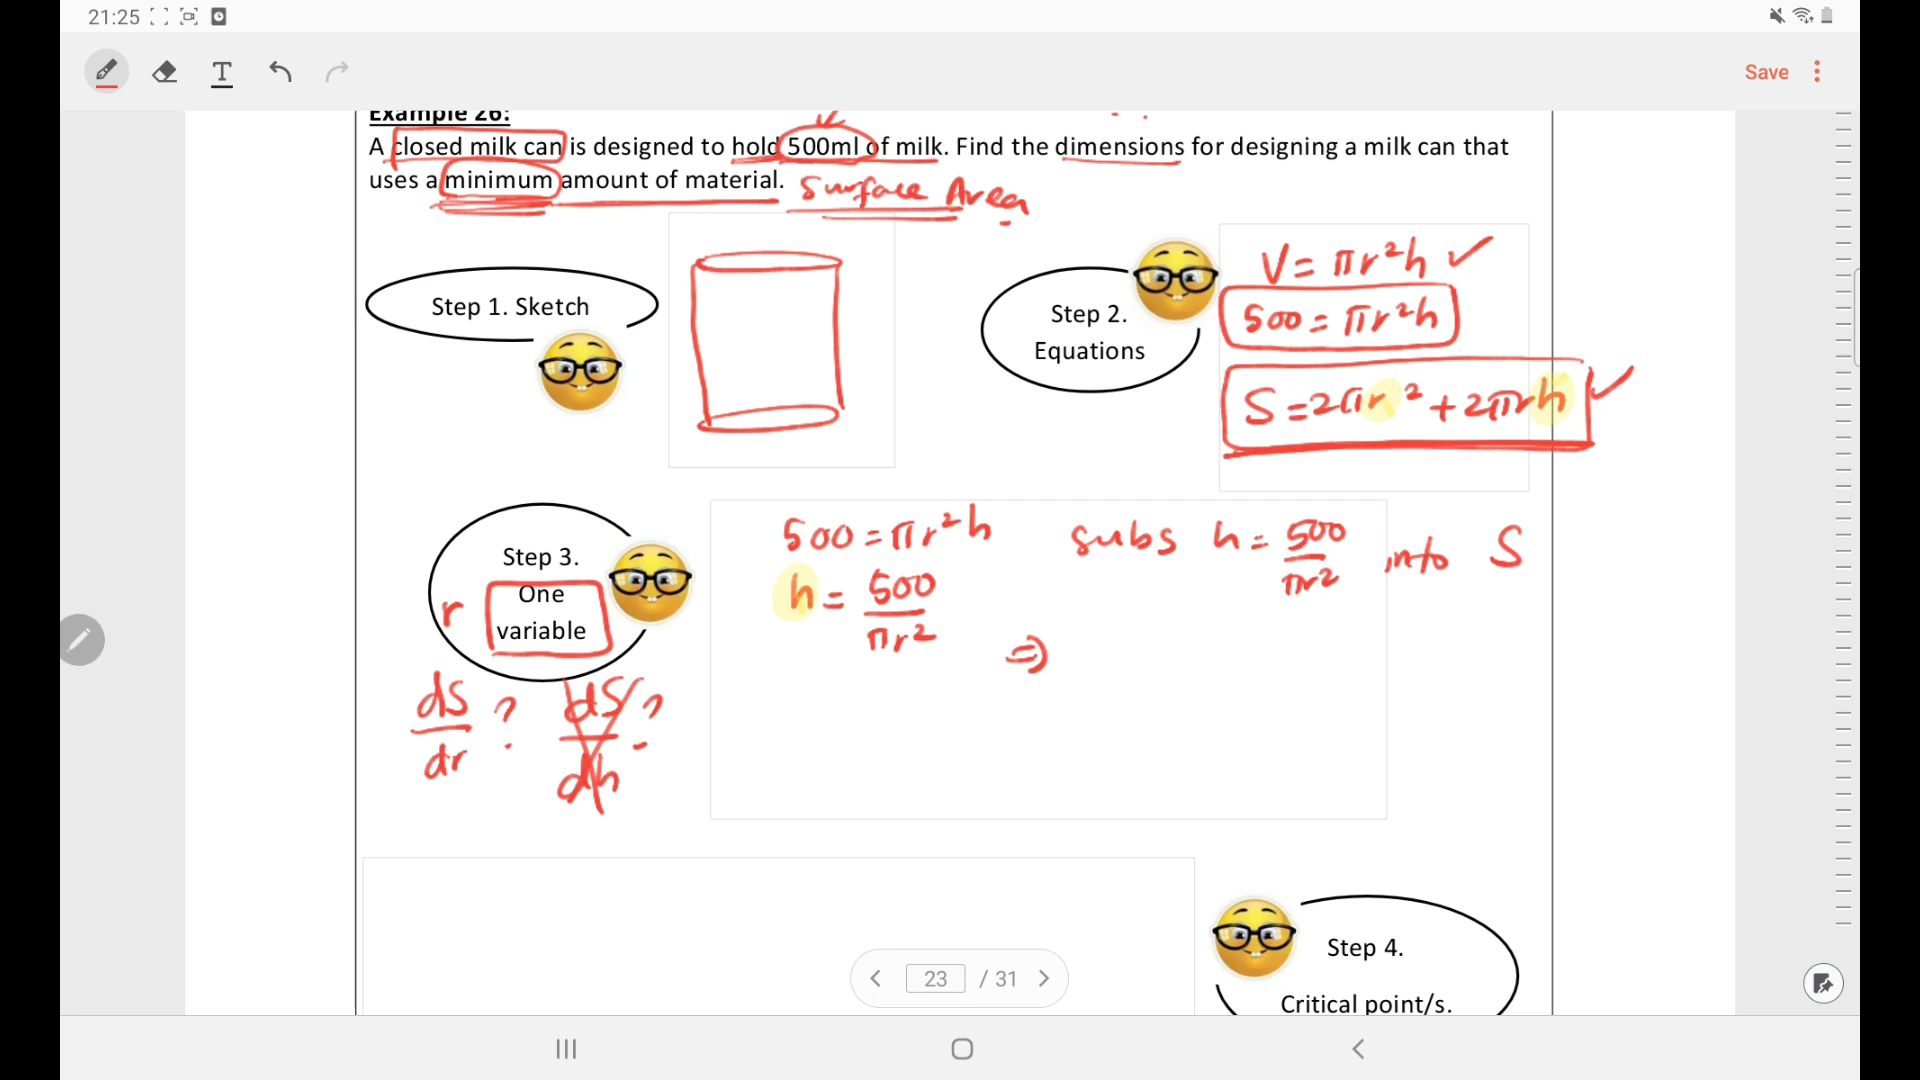 21:25
Save
Example 26:
A closed milk can is designed to hold 500ml of milk. Find the dimensions for designing a milk can that
uses a minimum amount of material. Surface Area
Step 1. Sketch
Step 2.
Equations
V = πr²h ✓
500 = πr²h
S = 2πr² + 2πrh ✓
Step 3.
One
variable
r
dS/dr ?
dS/dh ?
500 = πr²h
h = 500/πr²
subs h = 500/πr² into S
⇒
Step 4.
Critical point/s.
23 / 31